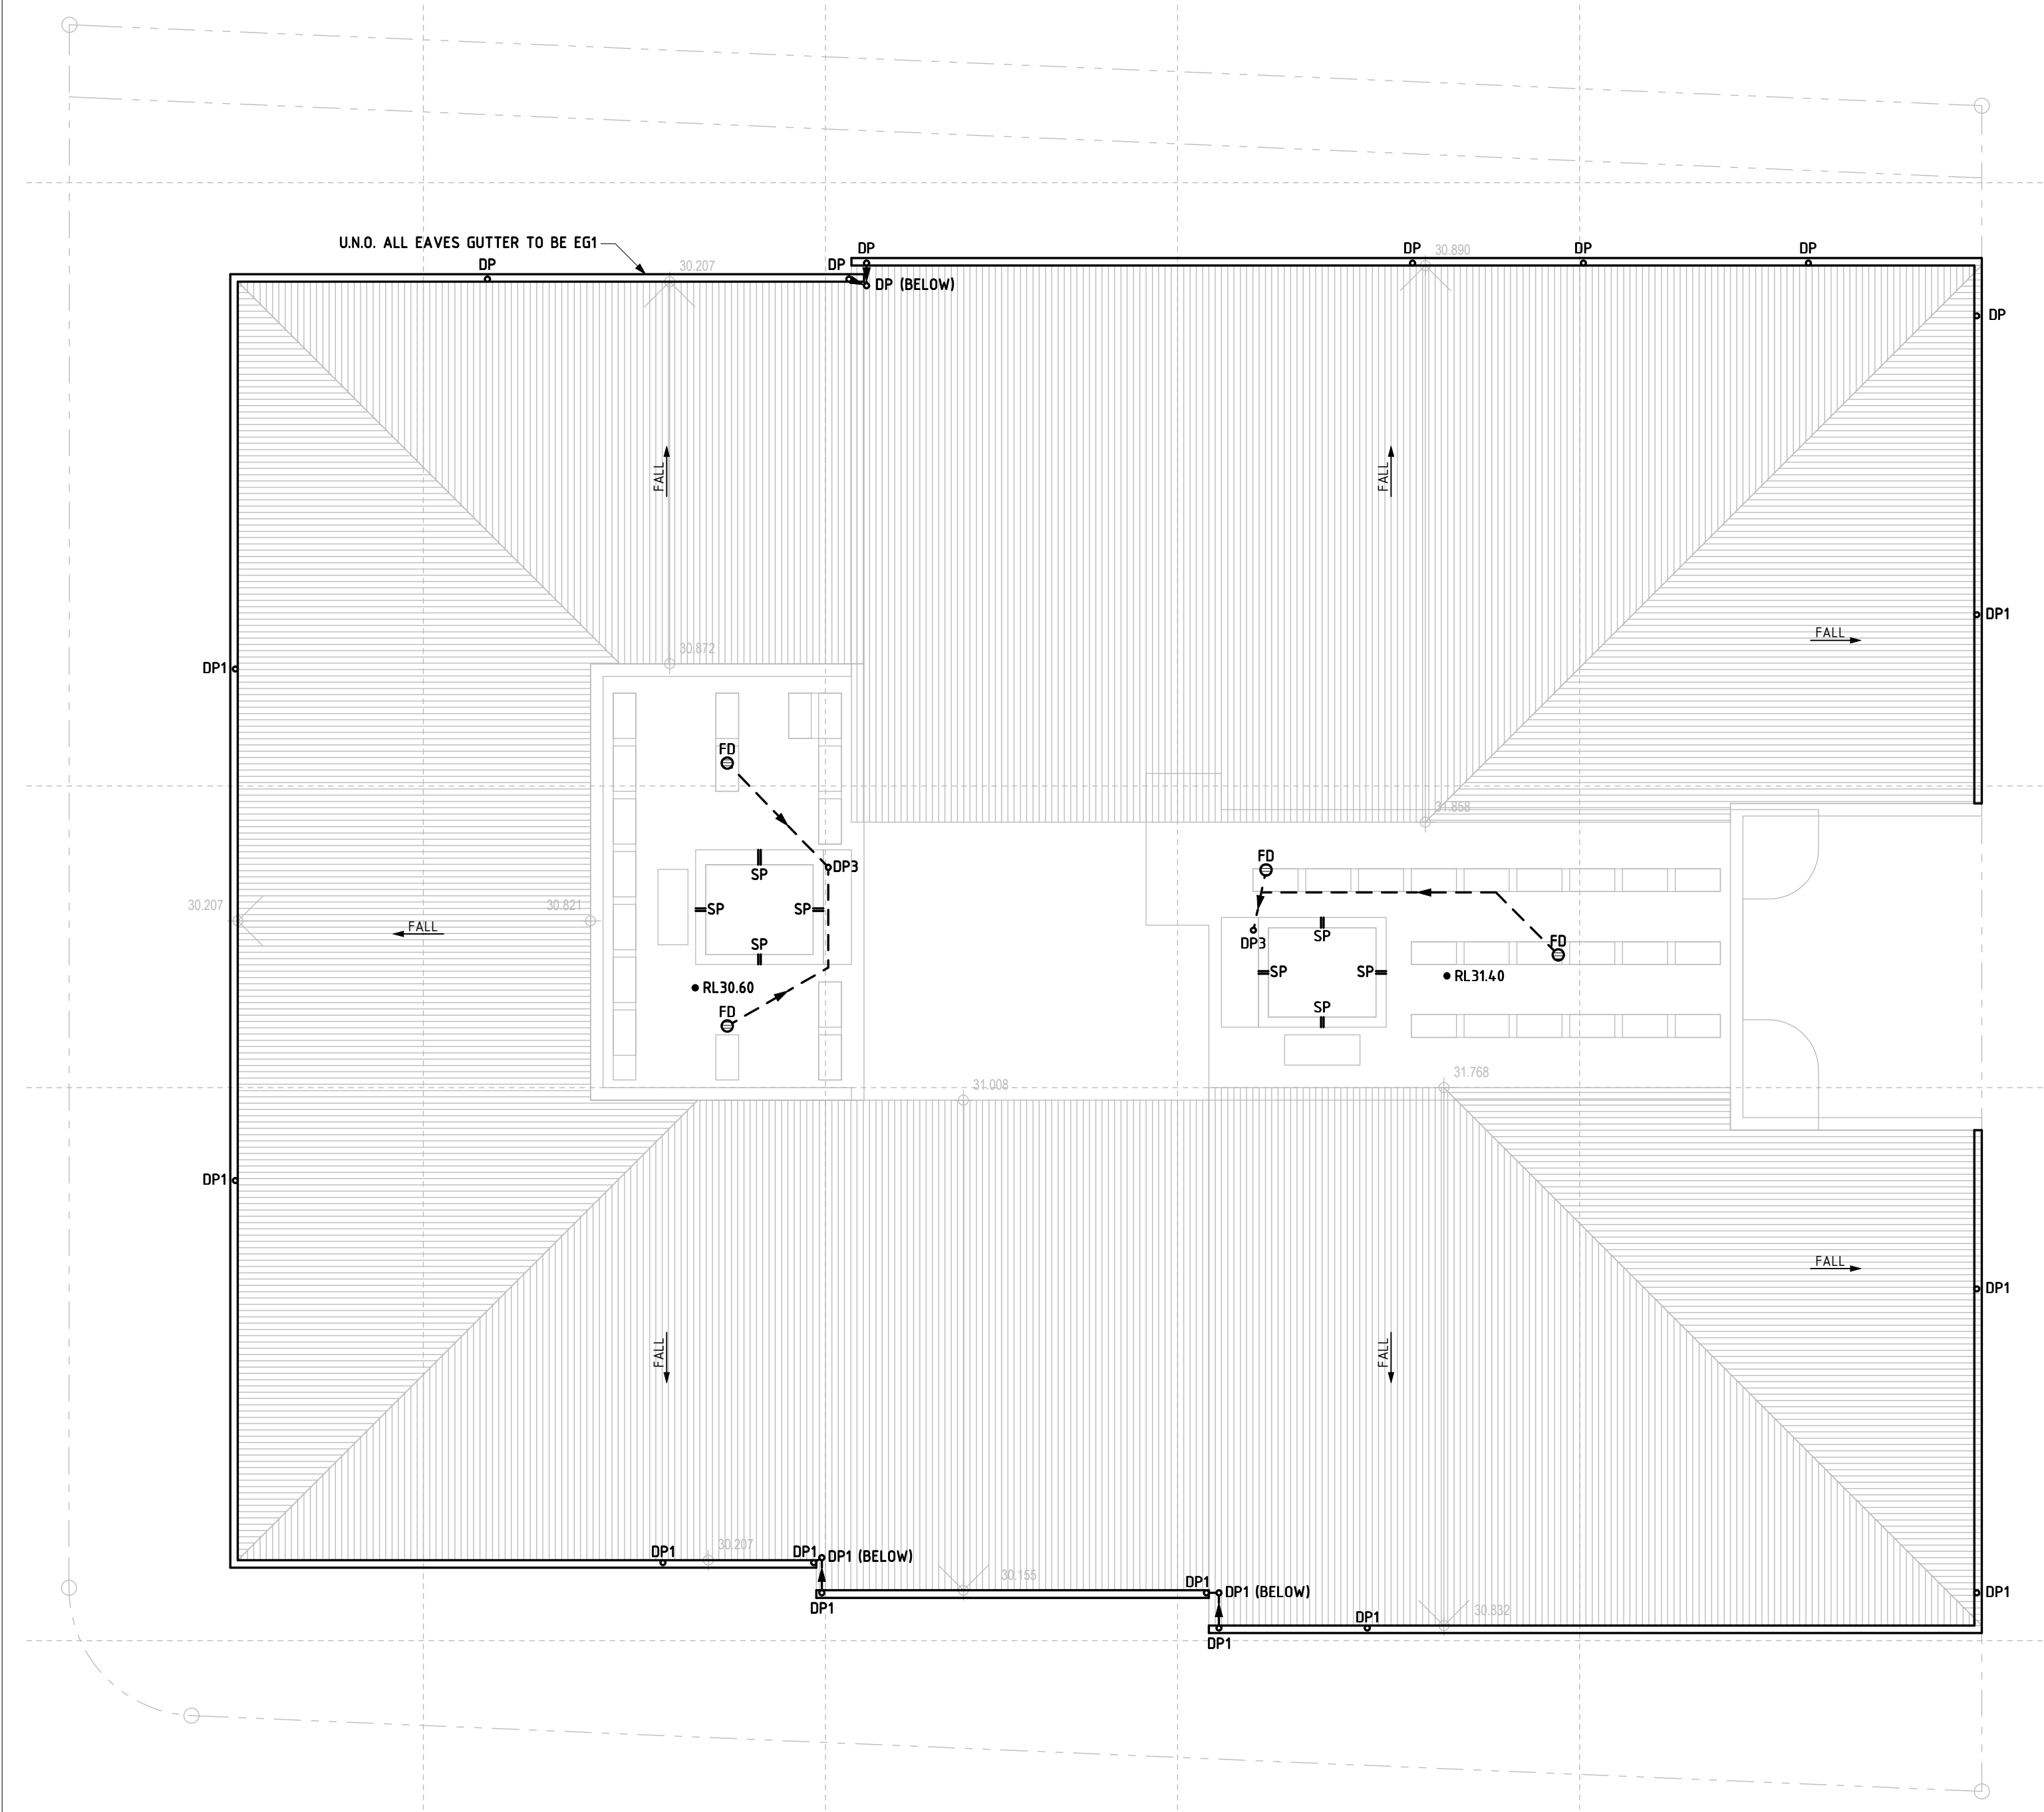 U.N.O. ALL EAVES GUTTER TO BE EG1
DP
DP
DP
DP (BELOW)
30.207
DP
30.890
DP
DP
DP
FALL
FALL
DP1
FALL
30.872
DP1
FD
31.858
DP3
SP
SP
SP
SP
FD
DP3
SP
SP
SP
SP
FD
30.207
30.821
FALL
RL30.60
RL31.40
FD
31.008
31.768
DP1
FALL
DP1
FALL
FALL
30.207
DP1
DP1
DP1 (BELOW)
DP1
30.155
DP1
DP1 (BELOW)
DP1
DP1
30.832
DP1